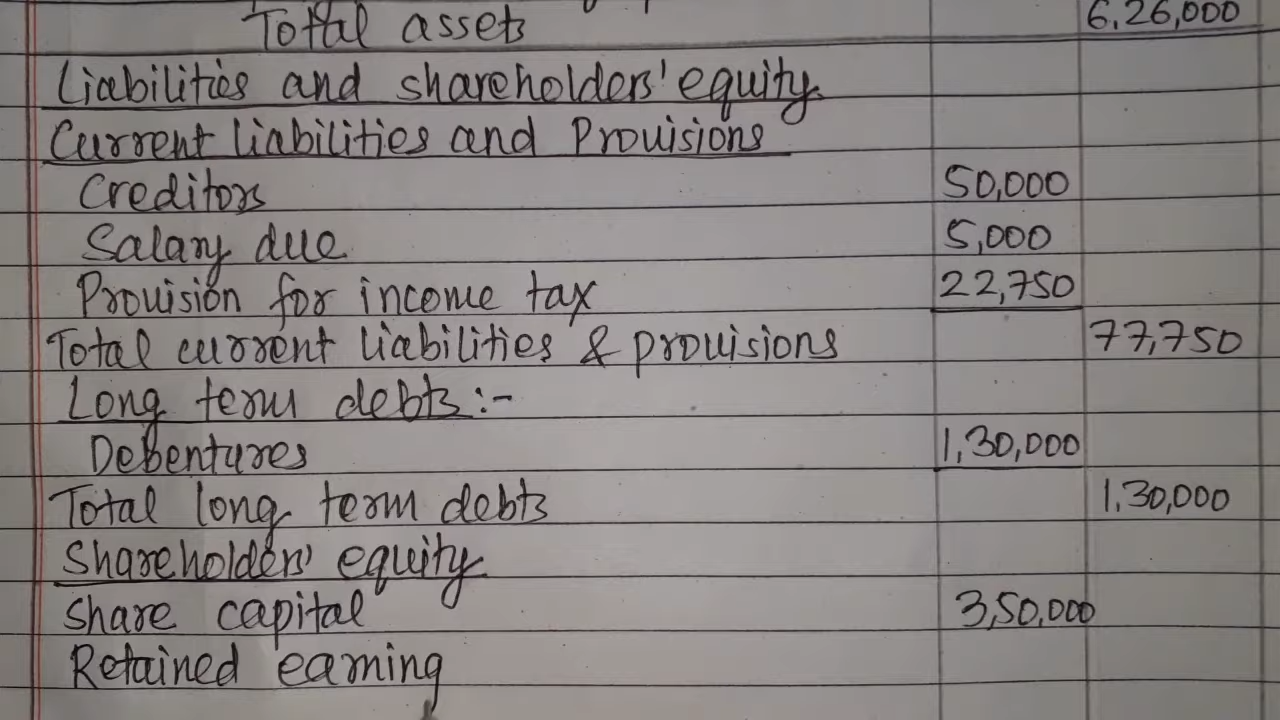 Total assets 6,26,000
Liabilities and shareholders' equity
Current liabilities and Provisions
Creditors 50,000
Salary due 5,000
Provision for income tax 22,750
Total current liabilities & provisions 77,750
Long term debts:-
Debentures 1,30,000
Total long term debts 1,30,000
Shareholders' equity
Share capital 3,50,000
Retained earning